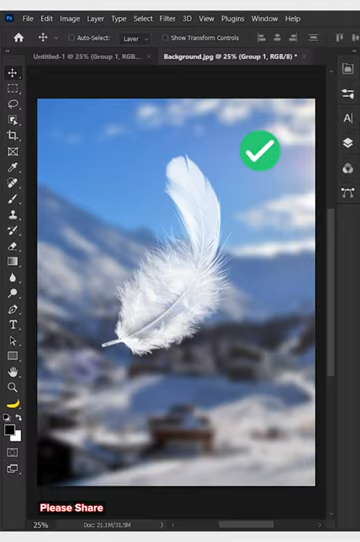 Ps File Edit Image Layer Type Select Filter 3D View Plugins Window Help
Auto-Select: Layer Show Transform Controls
Untitled-1 @ 25% (Group 1, RGB... × Background.jpg @ 25% (Group 1, RGB/8) * ×
A
T
Please Share
25% Doc: 21.1M/31.5M